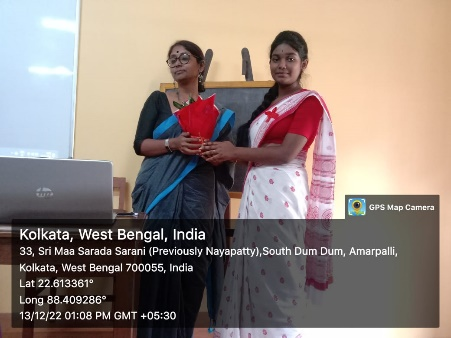 GPS Map Camera
Kolkata, West Bengal, India
33, Sri Maa Sarada Sarani (Previously Nayapatty),South Dum Dum, Amarpalli,
Kolkata, West Bengal 700055, India
Lat 22.613361°
Long 88.409286°
13/12/22 01:08 PM GMT +05:30